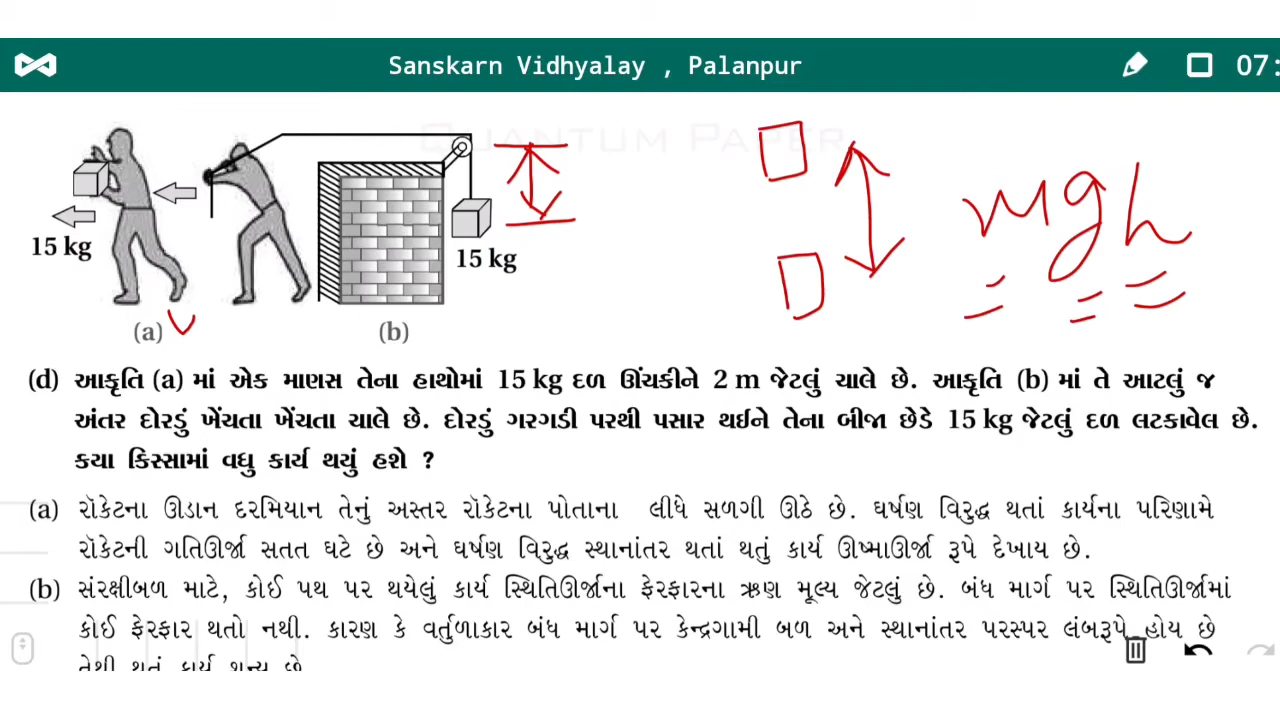 Sanskarn Vidhyalay , Palanpur
07:
QUANTUM PAPER
mgh
15 kg
15 kg
(a)
(b)
(d) આકૃતિ (a) માં એક માણસ તેના હાથોમાં 15 kg દળ ઊંચકીને 2 m જેટલું ચાલે છે. આકૃતિ (b) માં તે આટલું જ
અંતર દોરડું ખેંચતા ખેંચતા ચાલે છે. દોરડું ગરગડી પરથી પસાર થઈને તેના બીજા છેડે 15 kg જેટલું દળ લટકાવેલ છે.
કયા કિસ્સામાં વધુ કાર્ય થયું હશે ?
(a) રૉકેટના ઊડાન દરમિયાન તેનું અસ્તર રૉકેટના પોતાના લીધે સળગી ઊઠે છે. ઘર્ષણ વિરુદ્ધ થતાં કાર્યના પરિણામે
રૉકેટની ગતિઊર્જા સતત ઘટે છે અને ઘર્ષણ વિરુદ્ધ સ્થાનાંતર થતાં થતું કાર્ય ઊષ્માઊર્જા રૂપે દેખાય છે.
(b) સંરક્ષીબળ માટે, કોઈ પથ પર થયેલું કાર્ય સ્થિતિઊર્જાના ફેરફારના ઋણ મૂલ્ય જેટલું છે. બંધ માર્ગ પર સ્થિતિઊર્જામાં
કોઈ ફેરફાર થતો નથી. કારણ કે વર્તુળાકાર બંધ માર્ગ પર કેન્દ્રગામી બળ અને સ્થાનાંતર પરસ્પર લંબરૂપે હોય છે
તેથી થતું કાર્ય શૂન્ય છે.